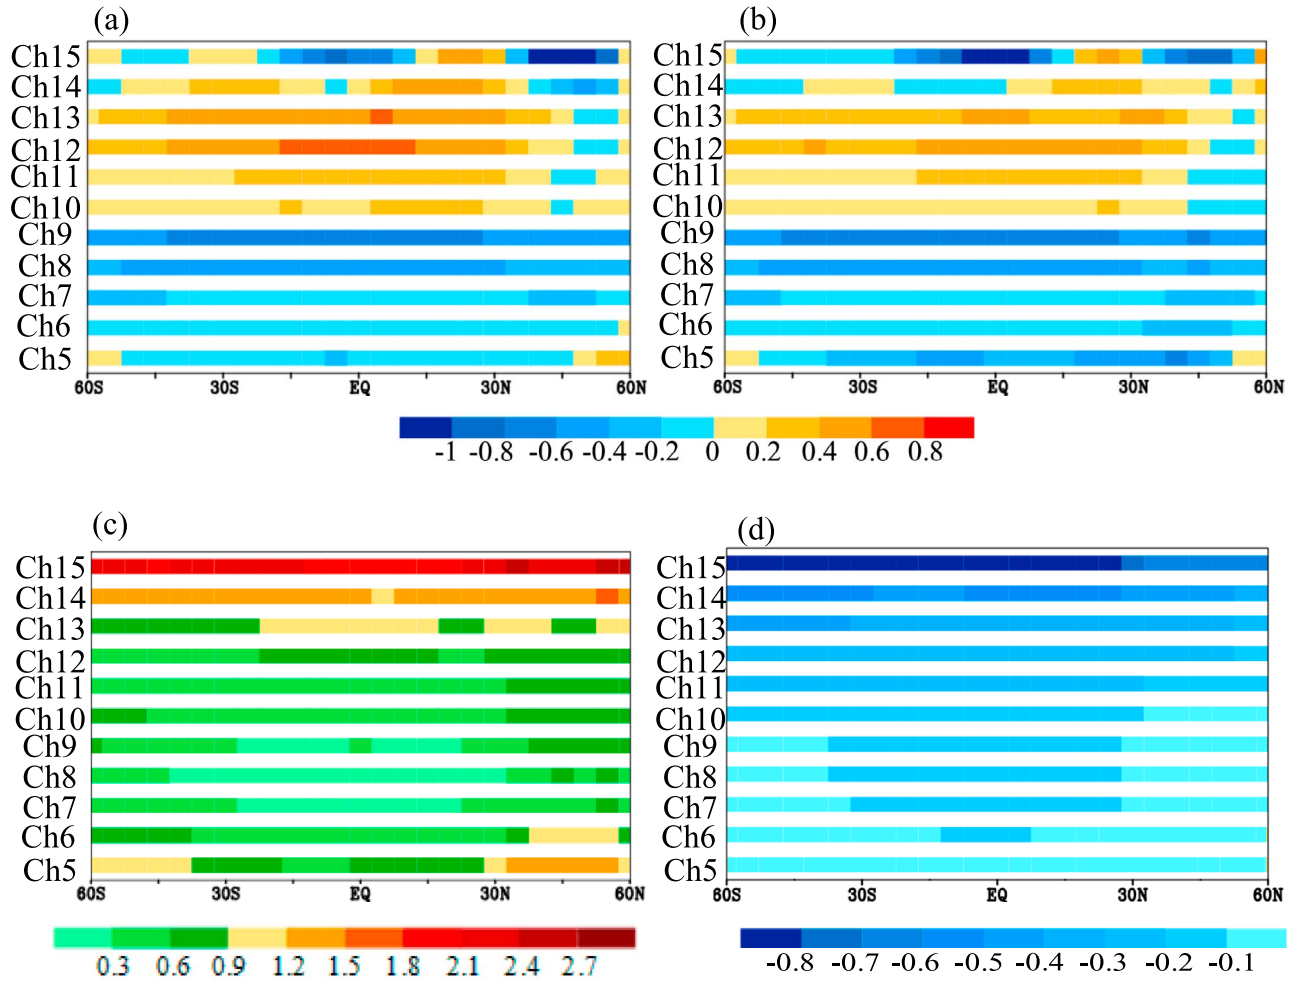 (a)
Ch15
Ch14
Ch13
Ch12
Ch11
Ch10
Ch9
Ch8
Ch7
Ch6
Ch5
60S 30S EQ 30N 60N
(b)
Ch15
Ch14
Ch13
Ch12
Ch11
Ch10
Ch9
Ch8
Ch7
Ch6
Ch5
60S 30S EQ 30N 60N
-1 -0.8 -0.6 -0.4 -0.2 0 0.2 0.4 0.6 0.8
(c)
Ch15
Ch14
Ch13
Ch12
Ch11
Ch10
Ch9
Ch8
Ch7
Ch6
Ch5
60S 30S EQ 30N 60N
0.3 0.6 0.9 1.2 1.5 1.8 2.1 2.4 2.7
(d)
Ch15
Ch14
Ch13
Ch12
Ch11
Ch10
Ch9
Ch8
Ch7
Ch6
Ch5
60S 30S EQ 30N 60N
-0.8 -0.7 -0.6 -0.5 -0.4 -0.3 -0.2 -0.1